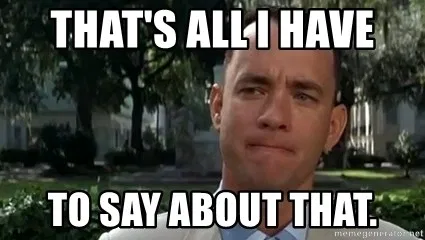 THAT'S ALL I HAVE
TO SAY ABOUT THAT.
memegenerator.net